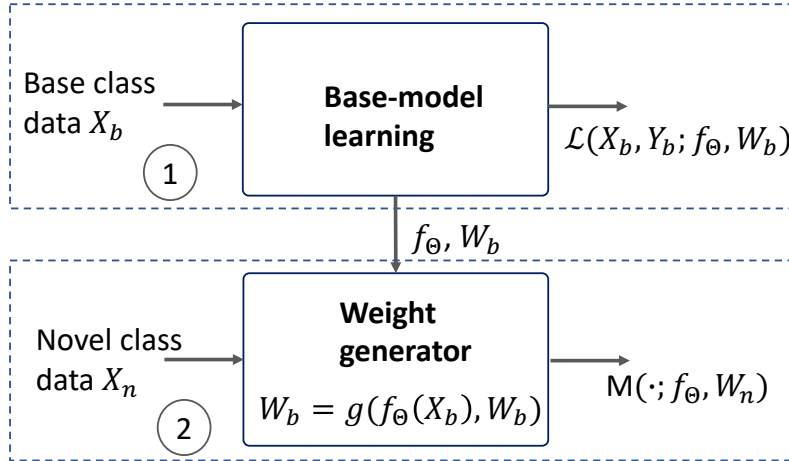 Base class
data X_b
1
Base-model
learning
ℒ(X_b, Y_b; f_Θ, W_b)
f_Θ, W_b
Novel class
data X_n
2
Weight
generator
W_b = g(f_Θ(X_b), W_b)
M(·; f_Θ, W_n)